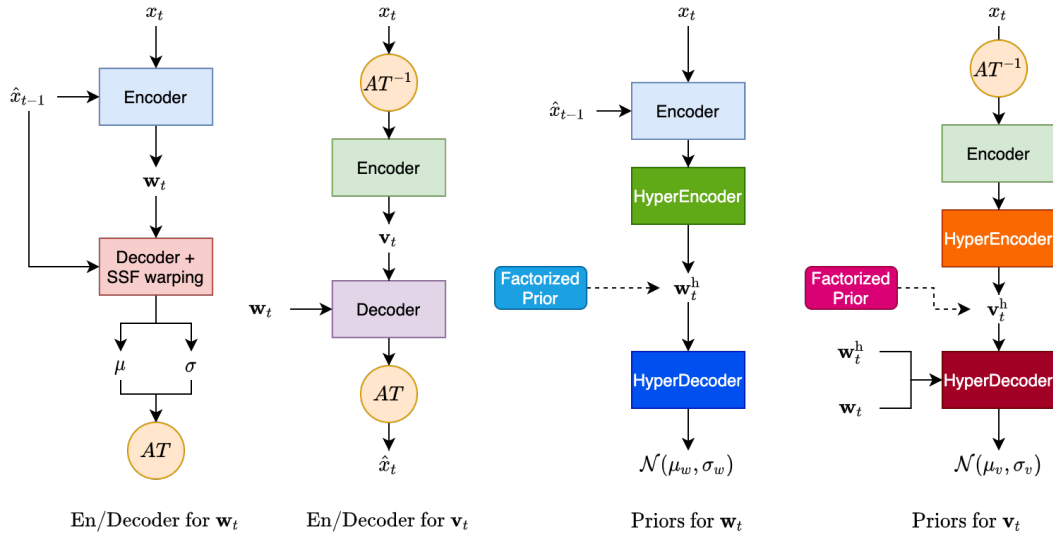 x_t
Encoder
x̂_{t−1}
w_t
Decoder +
SSF warping
μ
σ
AT
En/Decoder for w_t
x_t
AT^{−1}
Encoder
v_t
Decoder
w_t
AT
x̂_t
En/Decoder for v_t
x_t
Encoder
x̂_{t−1}
HyperEncoder
Factorized
Prior
w_t^h
HyperDecoder
𝒩(μ_w, σ_w)
Priors for w_t
x_t
AT^{−1}
Encoder
HyperEncoder
Factorized
Prior
v_t^h
w_t^h
HyperDecoder
w_t
𝒩(μ_v, σ_v)
Priors for v_t